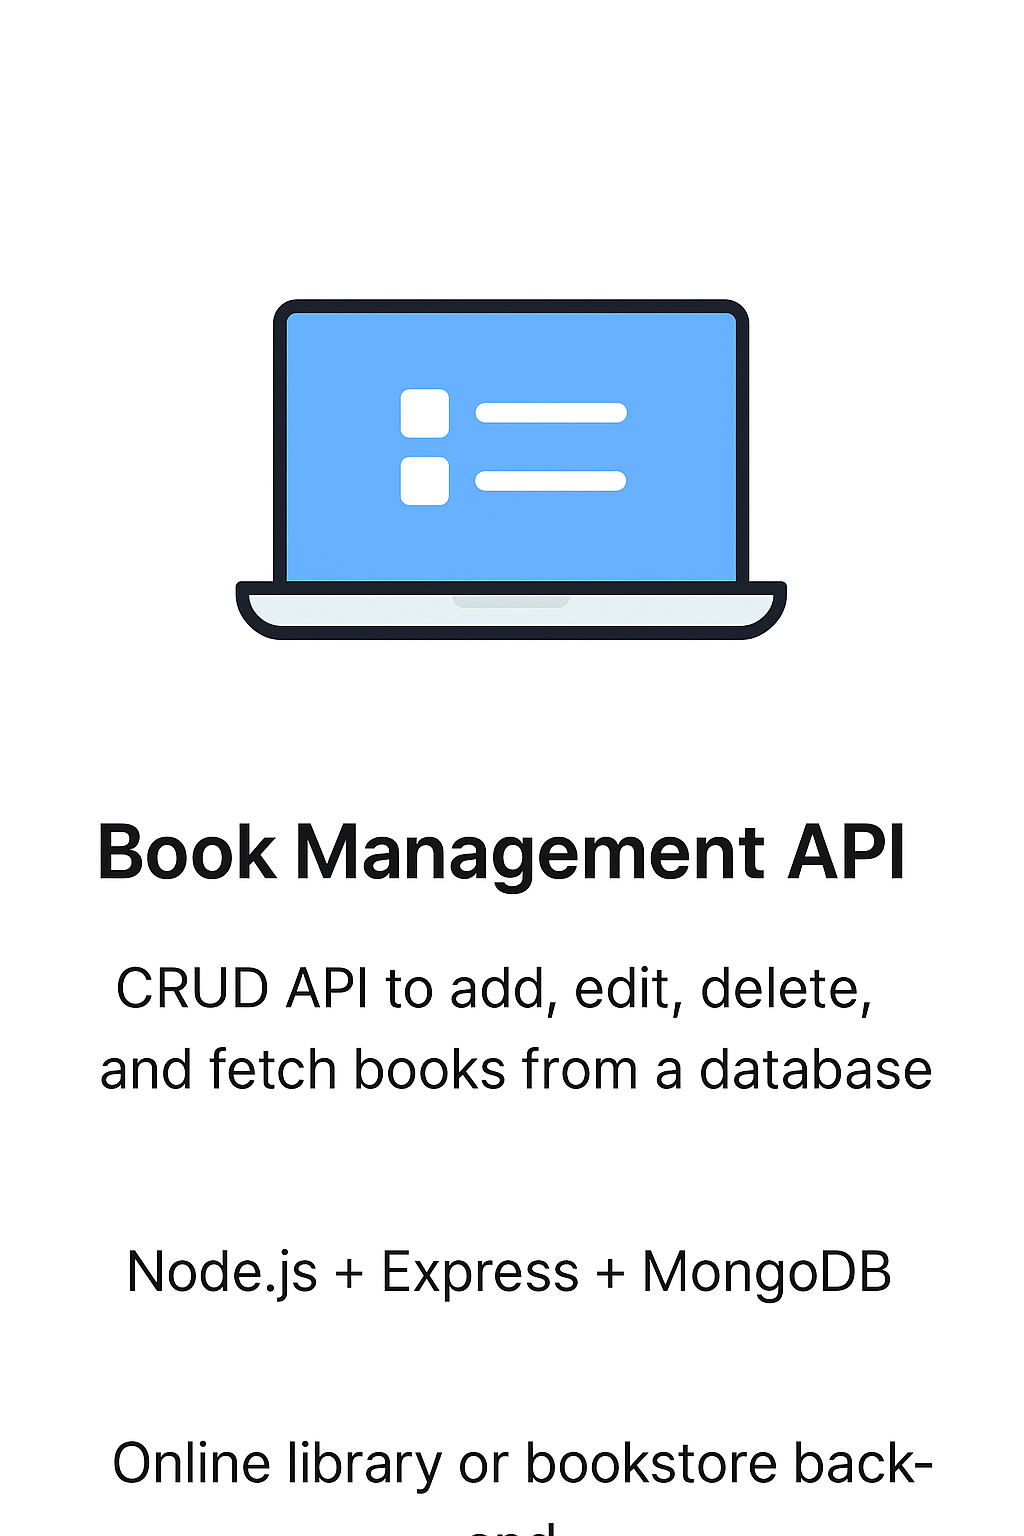 Book Management API
CRUD API to add, edit, delete,
and fetch books from a database
Node.js + Express + MongoDB
Online library or bookstore back-